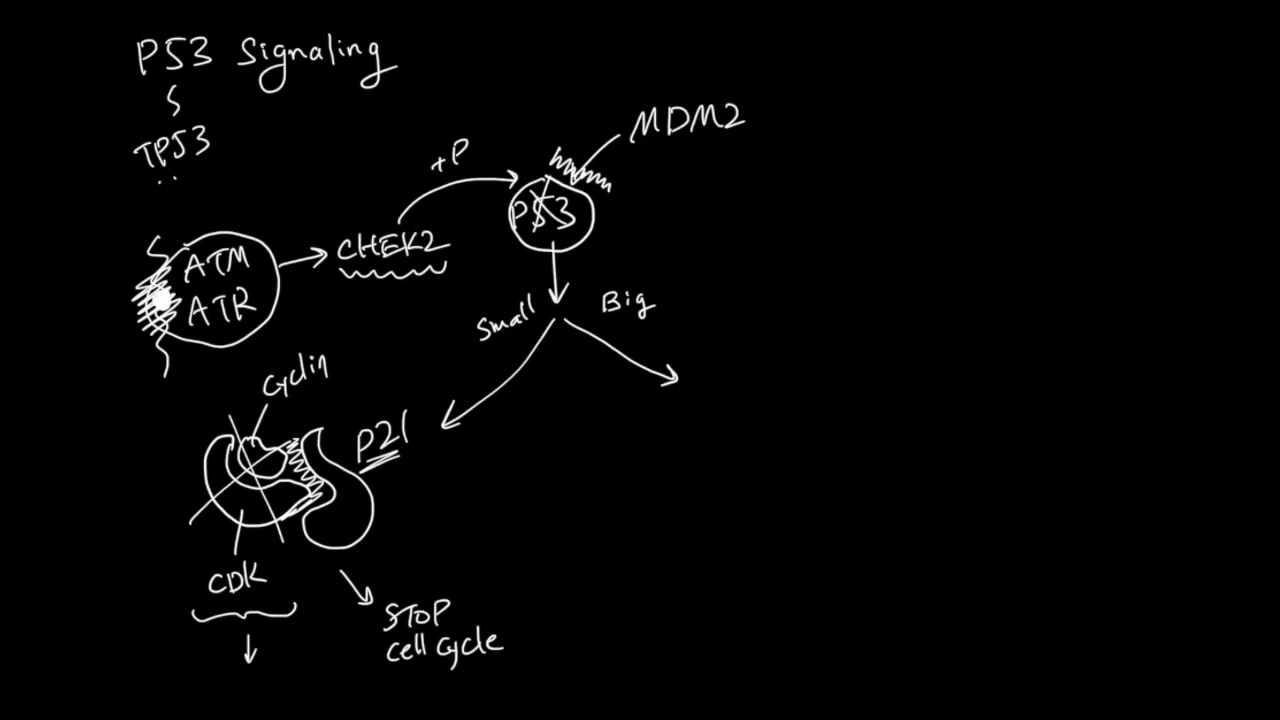 P53 Signaling
TP53
MDM2
+P
P53
ATM
ATR
CHEK2
Small
Big
Cyclin
P21
CDK
STOP
cell cycle